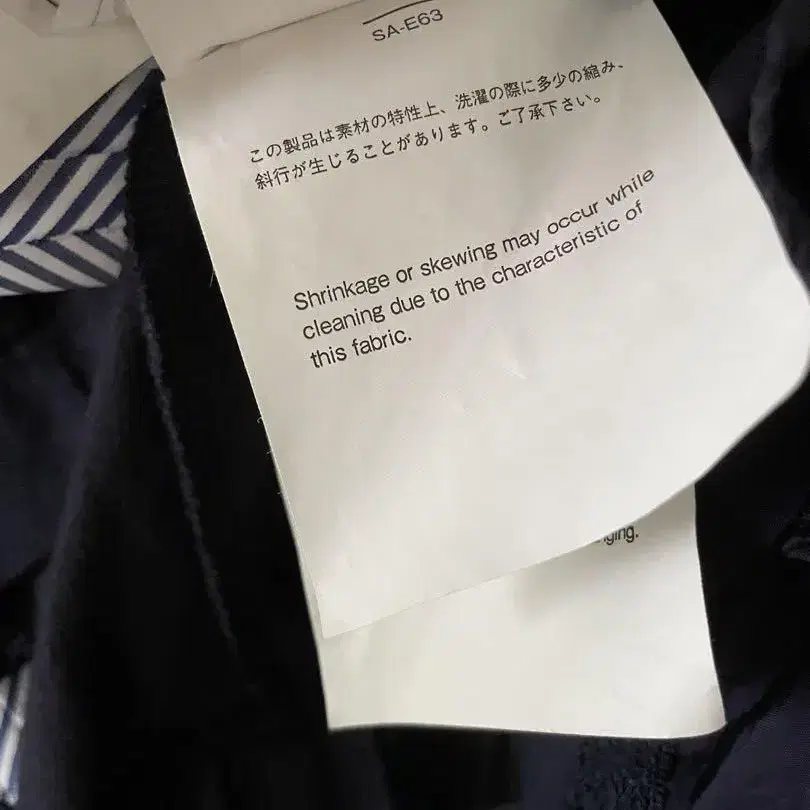 SA-E63
この製品は素材の特性上、洗濯の際に多少の縮み、
斜行が生じることがあります。ご了承下さい。
Shrinkage or skewing may occur while
cleaning due to the characteristic of
this fabric.